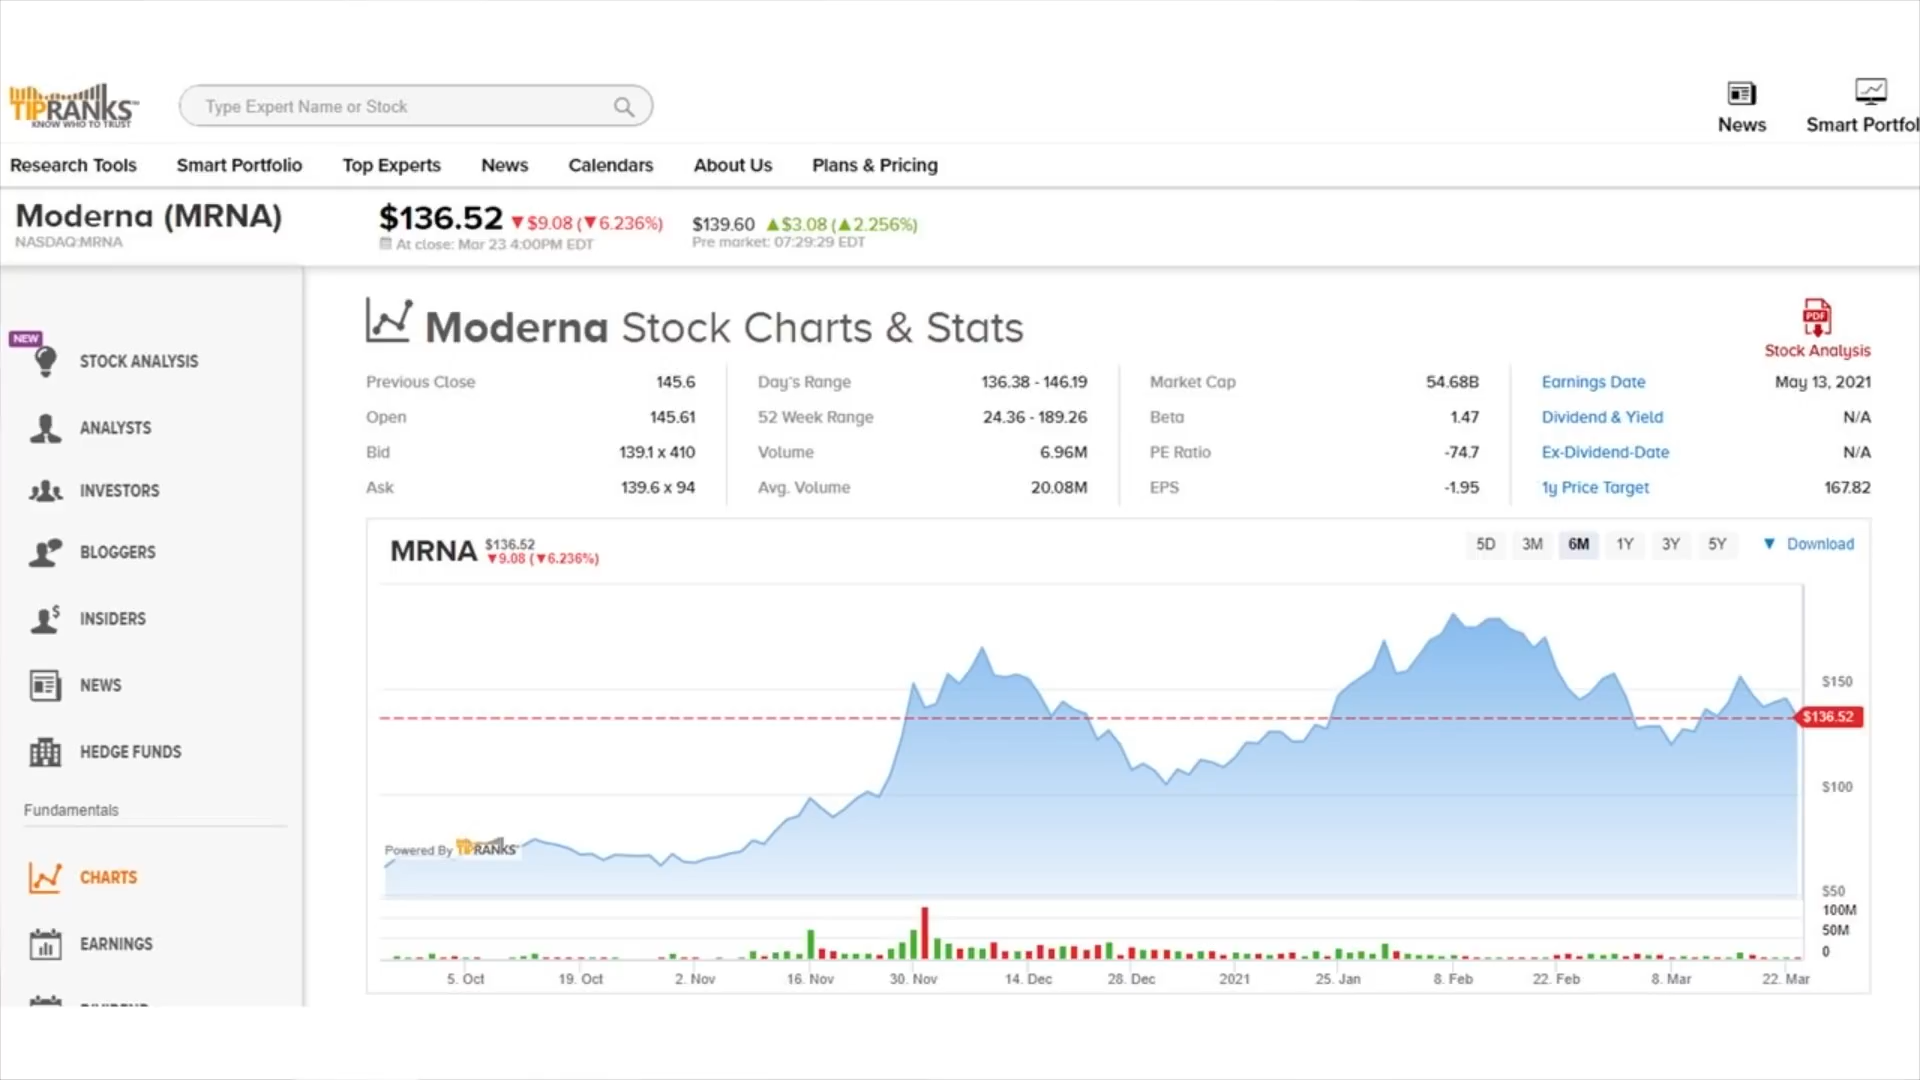 TIPRANKS™
KNOW WHO TO TRUST
Type Expert Name or Stock
News
Smart Portfol
Research Tools Smart Portfolio Top Experts News Calendars About Us Plans & Pricing
Moderna (MRNA)
NASDAQ:MRNA
$136.52 ▼$9.08 (▼6.236%)
At close: Mar 23 4:00PM EDT
$139.60 ▲$3.08 (▲2.256%)
Pre market: 07:29:29 EDT
NEW
STOCK ANALYSIS
ANALYSTS
INVESTORS
BLOGGERS
INSIDERS
NEWS
HEDGE FUNDS
Fundamentals
CHARTS
EARNINGS
Moderna Stock Charts & Stats
PDF
Stock Analysis
Previous Close 145.6
Open 145.61
Bid 139.1 x 410
Ask 139.6 x 94
Day's Range 136.38 - 146.19
52 Week Range 24.36 - 189.26
Volume 6.96M
Avg. Volume 20.08M
Market Cap 54.68B
Beta 1.47
PE Ratio -74.7
EPS -1.95
Earnings Date May 13, 2021
Dividend & Yield N/A
Ex-Dividend-Date N/A
1y Price Target 167.82
MRNA $136.52
▼9.08 (▼6.236%)
5D 3M 6M 1Y 3Y 5Y ▼ Download
$150
$136.52
$100
$50
100M
50M
0
Powered By TIPRANKS
5. Oct 19. Oct 2. Nov 16. Nov 30. Nov 14. Dec 28. Dec 2021 25. Jan 8. Feb 22. Feb 8. Mar 22. Mar